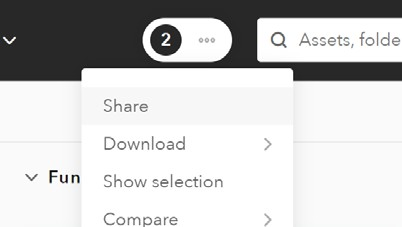 2
Assets, folde
Share
Download
Show selection
Fun
Compare